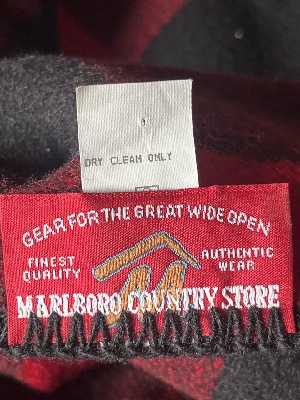 DRY CLEAN ONLY
GEAR FOR THE GREAT WIDE OPEN
FINEST QUALITY
AUTHENTIC WEAR
MARLBORO COUNTRY STORE